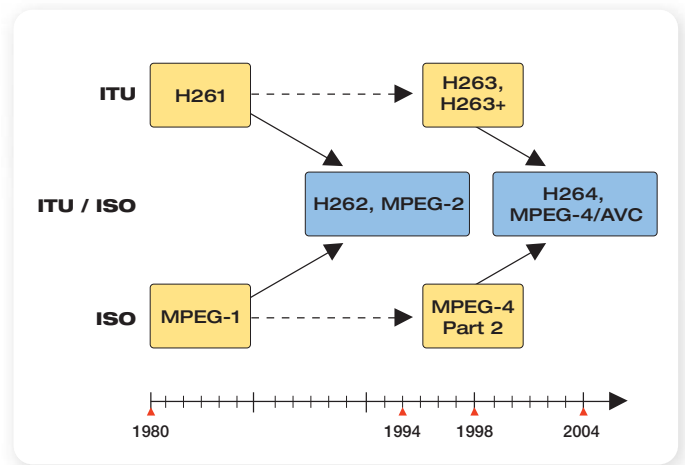 ITU
H261
H263,
H263+
ITU / ISO
H262, MPEG-2
H264,
MPEG-4/AVC
ISO
MPEG-1
MPEG-4
Part 2
1980
1994
1998
2004